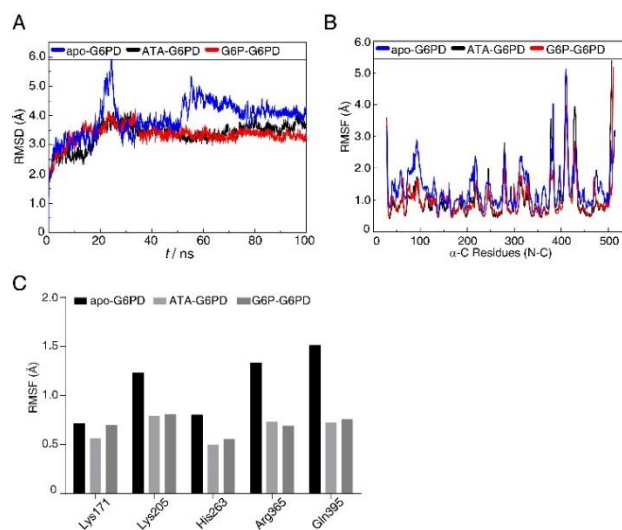 A
apo-G6PD ATA-G6PD G6P-G6PD
6.0
5.0
4.0
3.0
2.0
1.0
0
RMSD (Å)
0 20 40 60 80 100
t / ns
B
apo-G6PD ATA-G6PD G6P-G6PD
6.0
5.0
4.0
3.0
2.0
1.0
0
RMSF (Å)
0 100 200 300 400 500
α-C Residues (N-C)
C
apo-G6PD ATA-G6PD G6P-G6PD
2.0
1.5
1.0
0.5
0
RMSF (Å)
Lys171 Lys205 His263 Arg365 Gln395